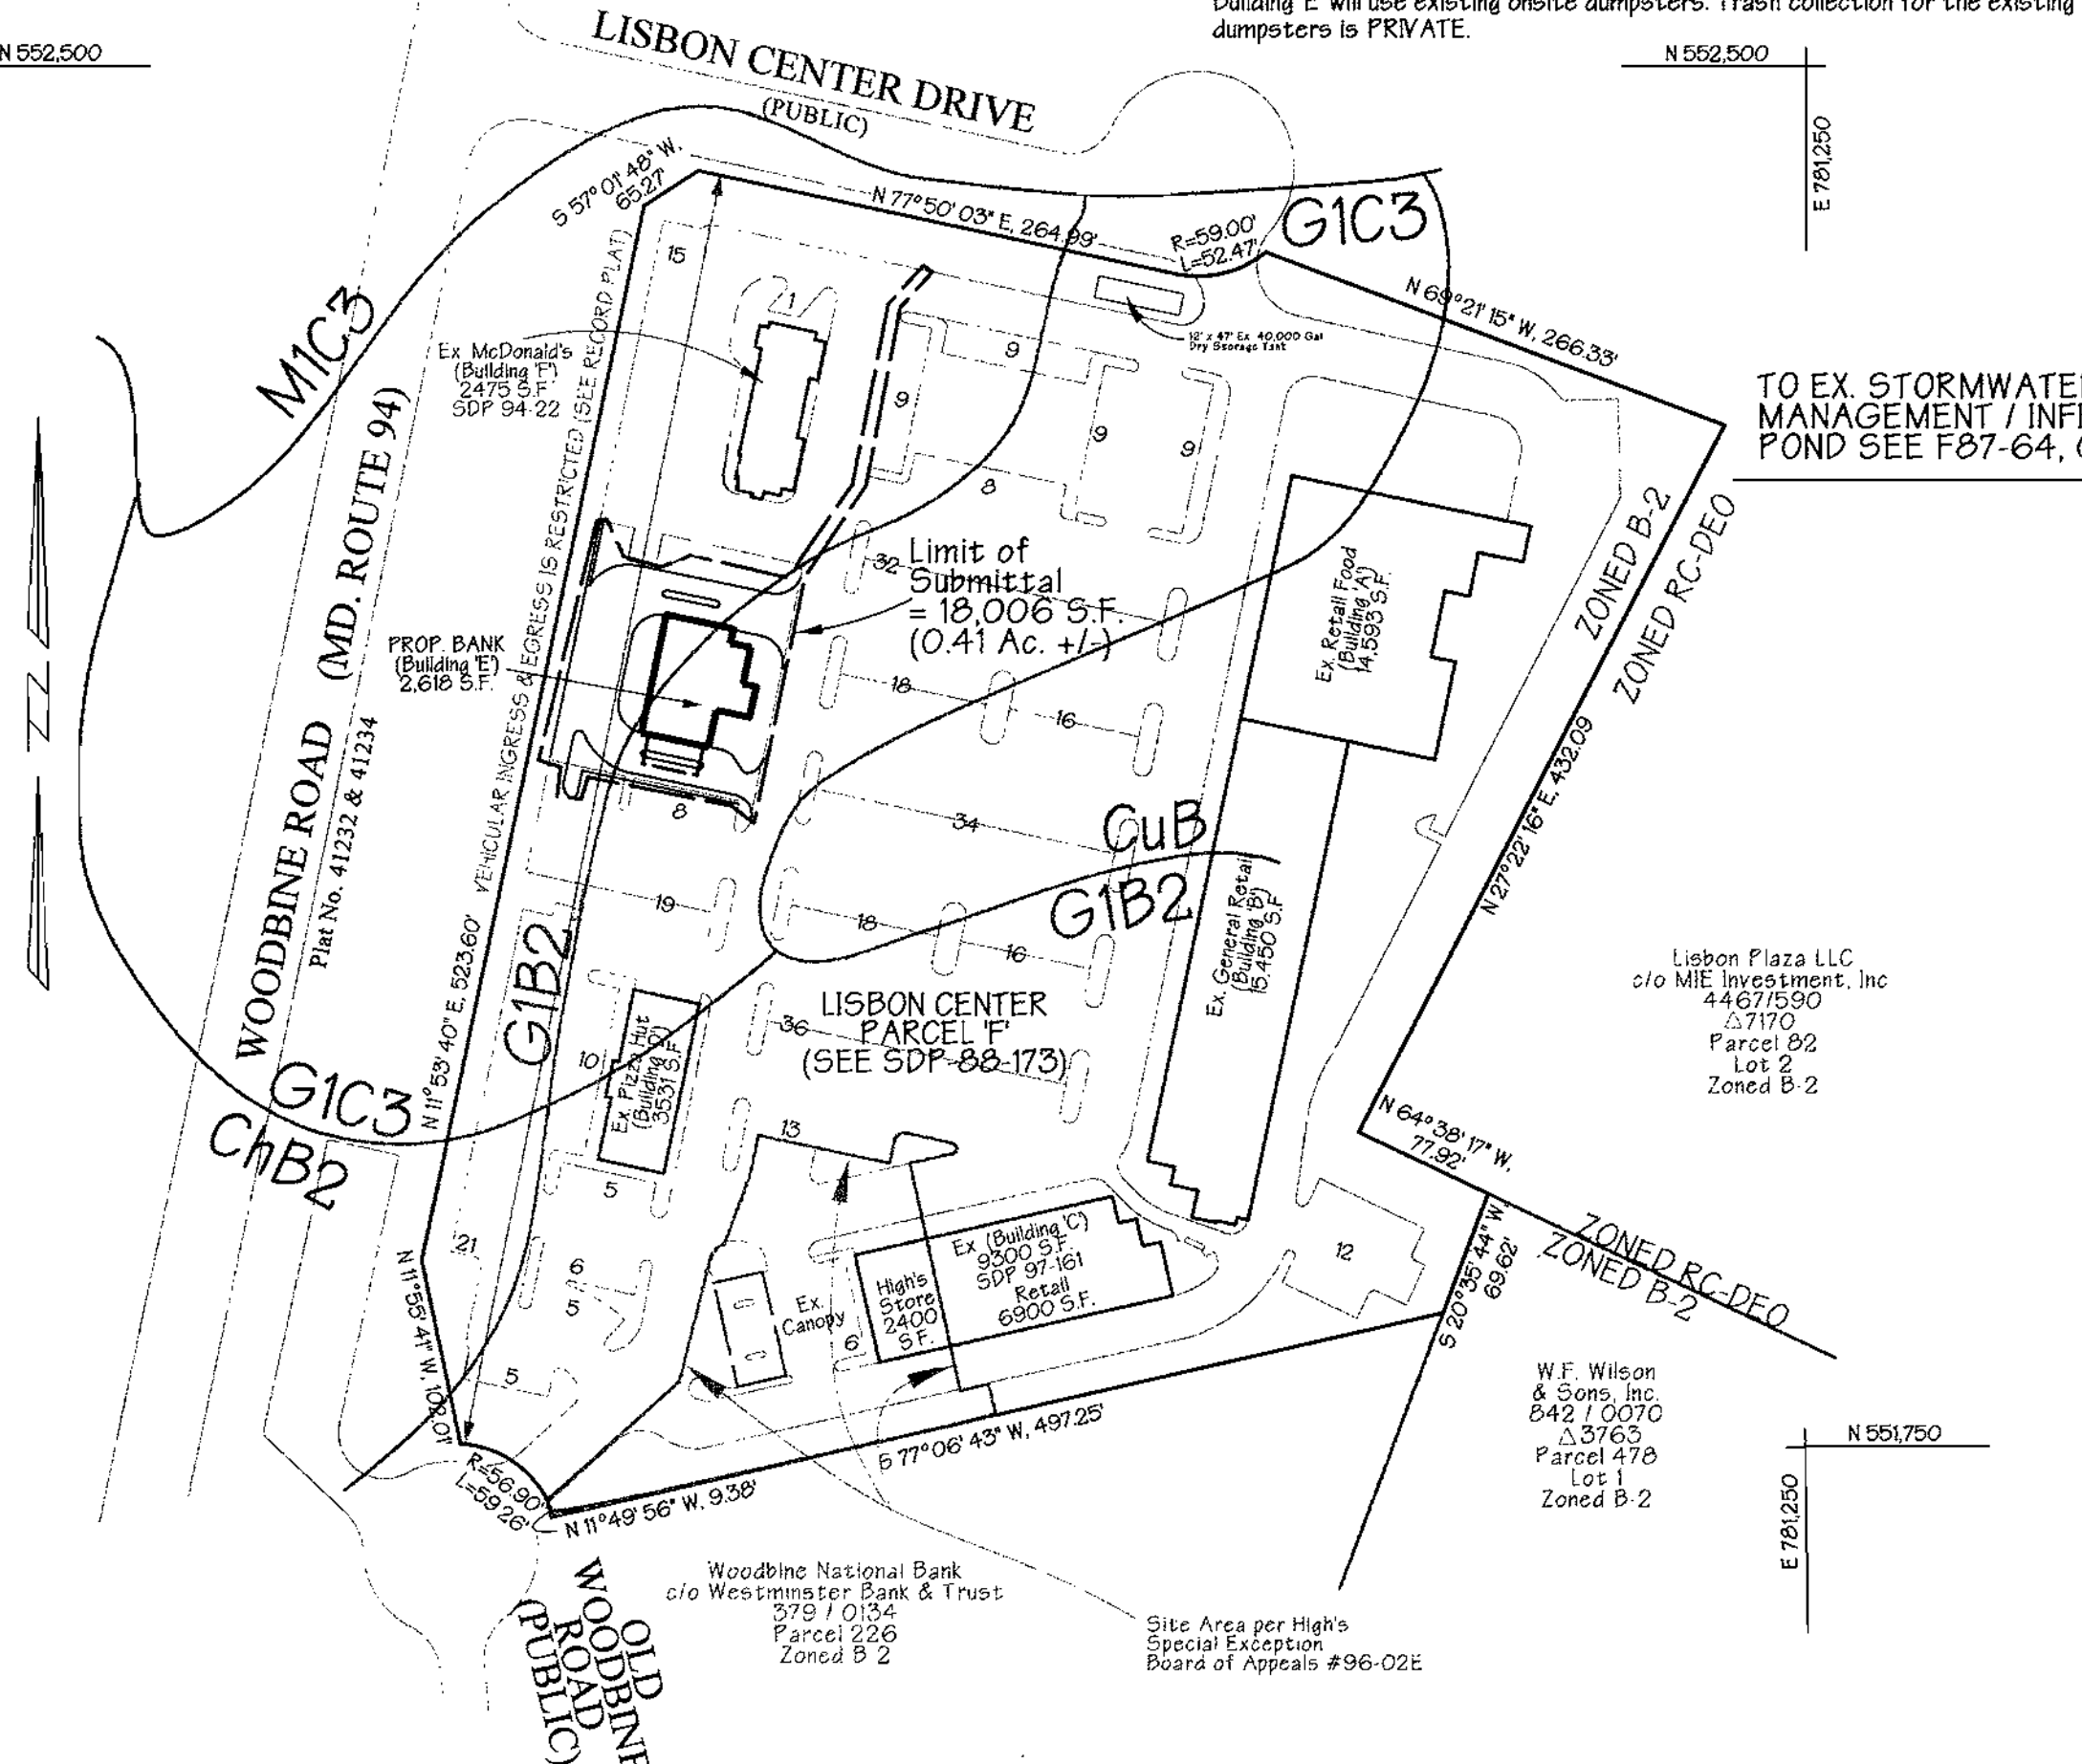 Building 'E' will use existing onsite dumpsters. Trash collection for the existing
dumpsters is PRIVATE.
N 552,500
N 552,500
E 781,250
LISBON CENTER DRIVE
(PUBLIC)
S 57° 01' 48" W,
65.27'
N 77°50' 03" E, 264.99'
R=59.00'
L=52.47'
G1C3
N 69°21' 15" W, 266.33'
M1C3
15
21
Ex McDonald's
(Building 'F')
2475 S.F.
SDP 94-22
12' x 47' Ex 40,000 Gal
9
9
9
9
8
TO EX. STORMWATER
MANAGEMENT / INFI
POND SEE F87-64,
ZONED B-2
ZONED RC-DEO
WOODBINE ROAD (MD. ROUTE 94)
Plat No. 41232 & 41234
VEHICULAR INGRESS & EGRESS IS RESTRICTED (SEE RECORD PLAT)
32
Limit of
Submittal
= 18,006 S.F.
(0.41 Ac. +/-)
Ex. Retail Food
(Building 'A')
14,593 S.F.
PROP. BANK
(Building 'E')
2,618 S.F.
18
16
8
34
CuB
G1B2
N 27°22' 16" E, 432.09
19
18
16
G1B2
Ex. General Retail
(Building 'B')
15,450 S.F
N 11°53' 40" E, 523.60'
LISBON CENTER
PARCEL 'F'
(SEE SDP-88-173)
36
10
Ex. Pizza Hut
(Building 'D')
3531 S.F.
Lisbon Plaza LLC
c/o MIE Investment, Inc
4467/590
△7170
Parcel 82
Lot 2
Zoned B-2
G1C3
ChB2
N 64°38' 17" W,
77.92'
13
5
21
6
5
5
N 11°55' 41" W, 102.01'
Ex.
Canopy
6
High's
Store
2400
S.F.
Ex (Building 'C')
9300 S.F.
SDP 97-161
Retail
6900 S.F.
12
S 20°35' 44" W,
69.62'
ZONED RC-DEO
ZONED B-2
R=56.90'
L=59.26'
N 11°49' 56" W, 9.38'
S 77°06' 43" W, 497.25'
W.F. Wilson
& Sons, Inc.
842 / 0070
△3763
Parcel 478
Lot 1
Zoned B-2
N 551,750
E 781,250
Woodbine National Bank
c/o Westminster Bank & Trust
379 / 0134
Parcel 226
Zoned B 2
Site Area per High's
Special Exception
Board of Appeals #96-02E
OLD
WOODBINE
ROAD
(PUBLIC)